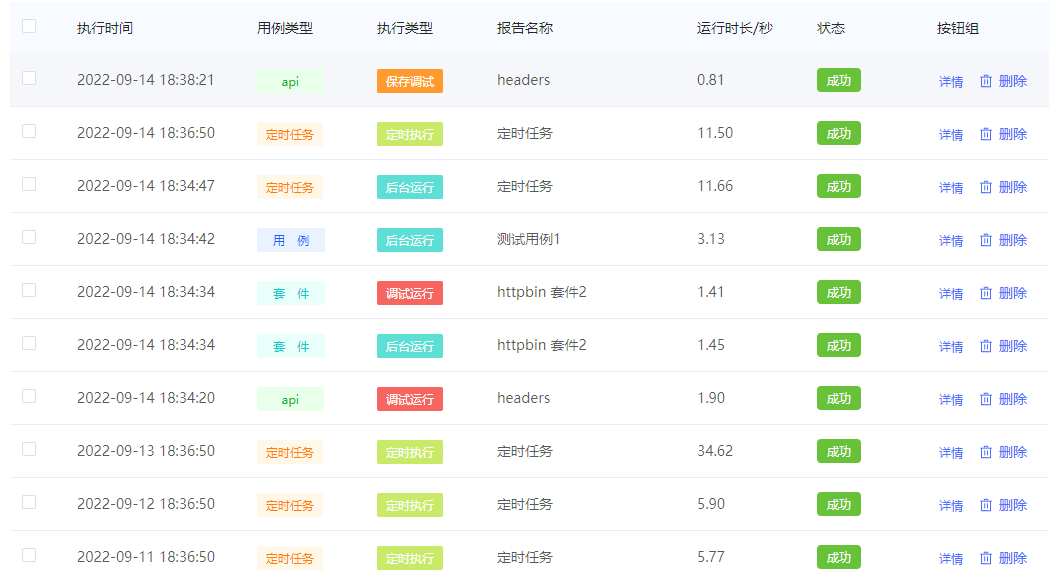 执行时间 用例类型 执行类型 报告名称 运行时长/秒 状态 按钮组
2022-09-14 18:38:21 api 保存调试 headers 0.81 成功 详情 删除
2022-09-14 18:36:50 定时任务 定时执行 定时任务 11.50 成功 详情 删除
2022-09-14 18:34:47 定时任务 后台运行 定时任务 11.66 成功 详情 删除
2022-09-14 18:34:42 用 例 后台运行 测试用例1 3.13 成功 详情 删除
2022-09-14 18:34:34 套 件 调试运行 httpbin 套件2 1.41 成功 详情 删除
2022-09-14 18:34:34 套 件 后台运行 httpbin 套件2 1.45 成功 详情 删除
2022-09-14 18:34:20 api 调试运行 headers 1.90 成功 详情 删除
2022-09-13 18:36:50 定时任务 定时执行 定时任务 34.62 成功 详情 删除
2022-09-12 18:36:50 定时任务 定时执行 定时任务 5.90 成功 详情 删除
2022-09-11 18:36:50 定时任务 定时执行 定时任务 5.77 成功 详情 删除